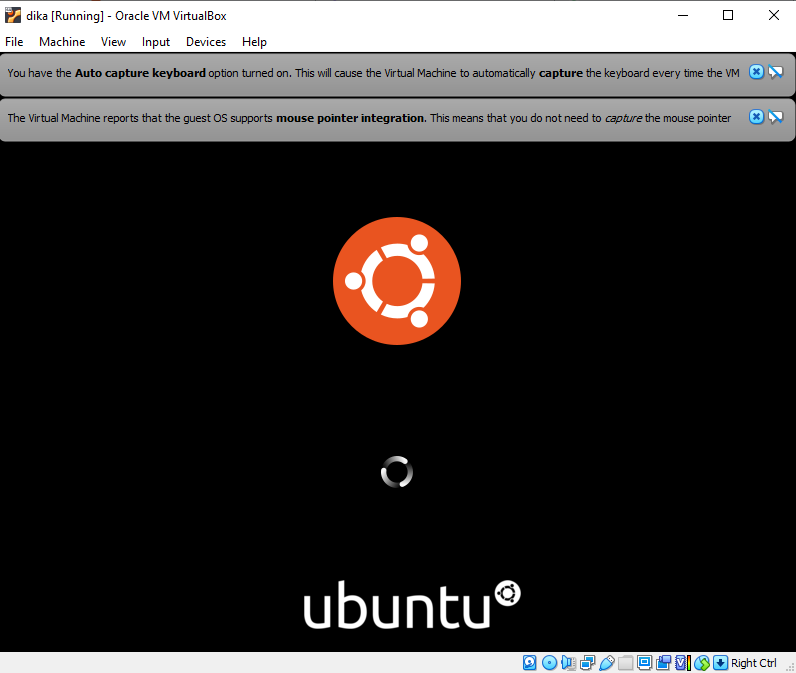 dika [Running] - Oracle VM VirtualBox
File Machine View Input Devices Help
You have the Auto capture keyboard option turned on. This will cause the Virtual Machine to automatically capture the keyboard every time the VM
The Virtual Machine reports that the guest OS supports mouse pointer integration. This means that you do not need to capture the mouse pointer
ubuntu
Right Ctrl